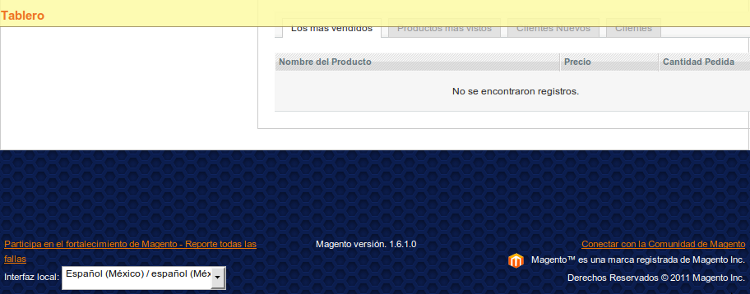 Tablero
Los más vendidos Productos más vistos Clientes Nuevos Clientes
Nombre del Producto Precio Cantidad Pedida
No se encontraron registros.
Participa en el fortalecimiento de Magento - Reporte todas las
fallas
Magento versión. 1.6.1.0
Conectar con la Comunidad de Magento
Magento™ es una marca registrada de Magento Inc.
Derechos Reservados © 2011 Magento Inc.
Interfaz local: Español (México) / español (Méx